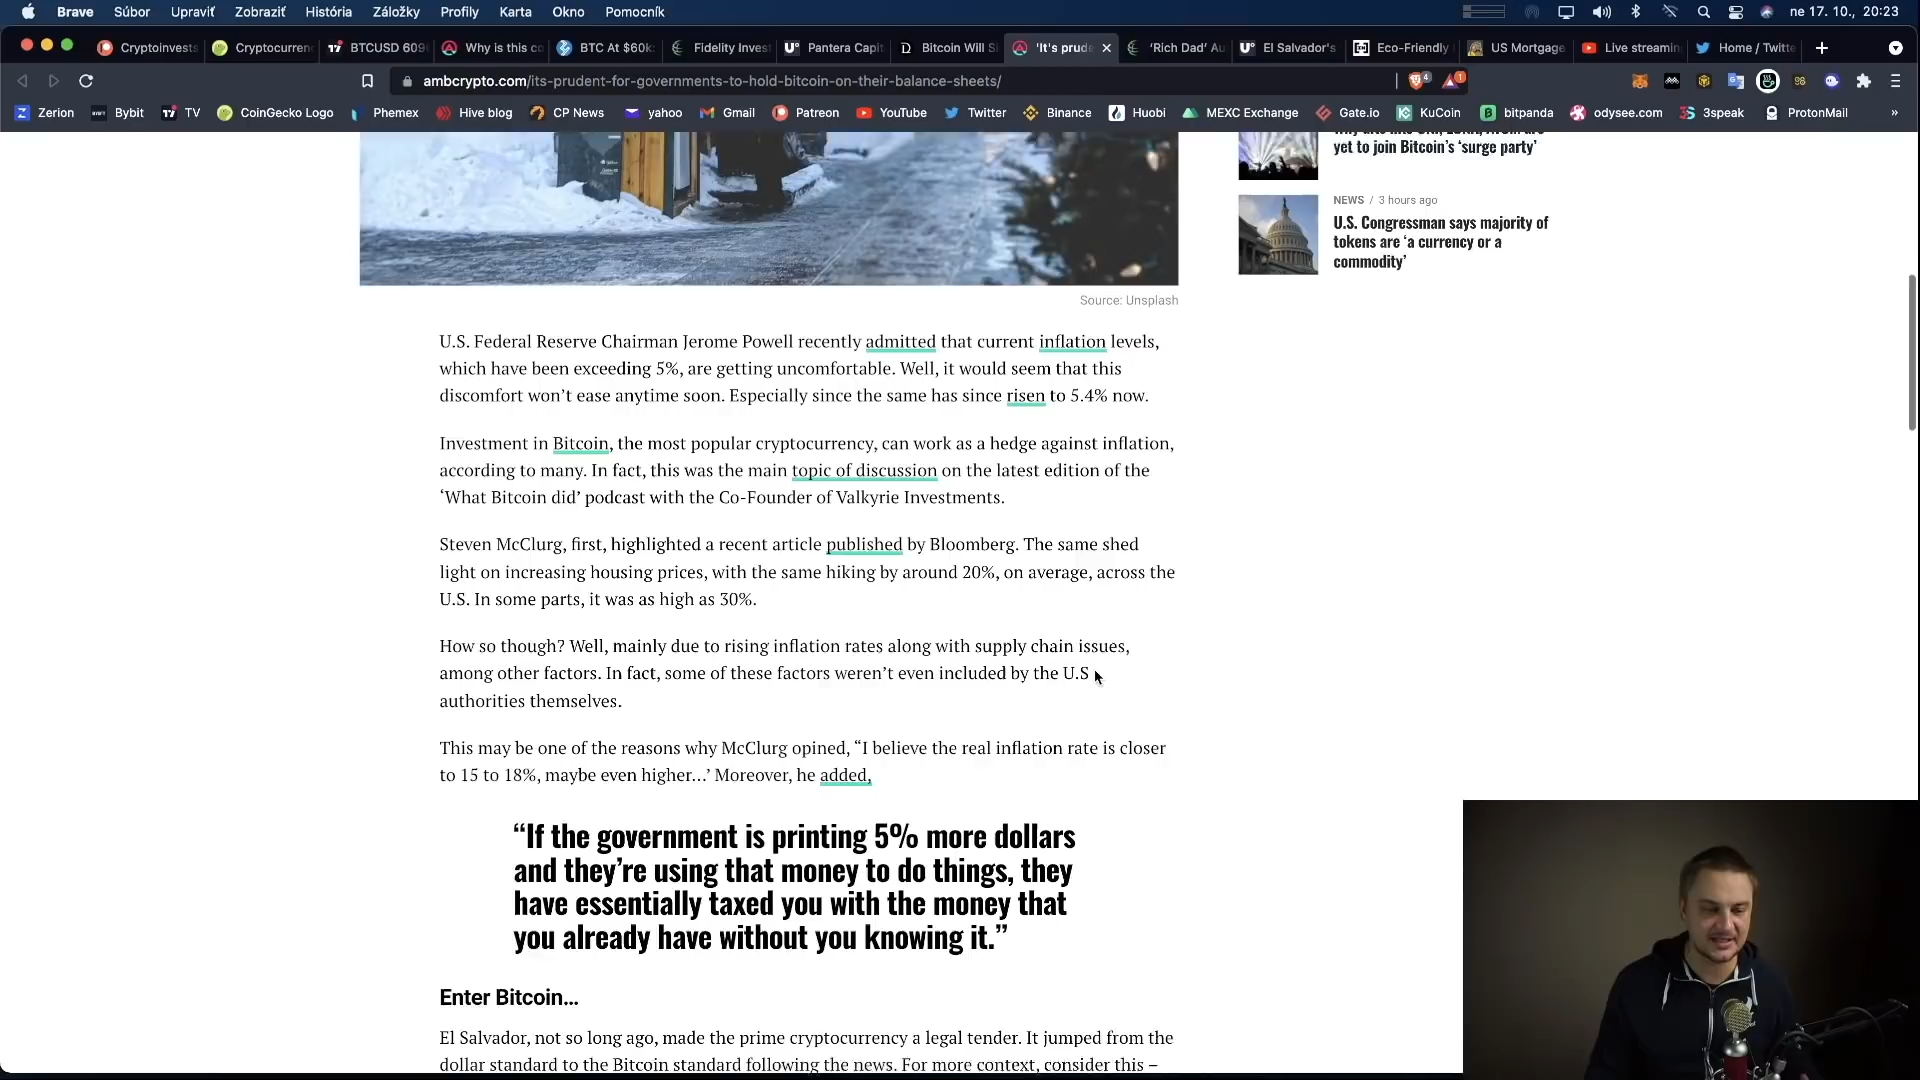 Brave Súbor Upraviť Zobraziť História Záložky Profily Karta Okno Pomocník ne 17. 10., 20:23
Cryptoinvest Cryptocurren BTCUSD 609 Why is this co BTC At $60k Fidelity Inves Pantera Capit Bitcoin Will S 'It's prud 'Rich Dad' Au El Salvador's Eco-Friendly US Mortgage Live streamin Home / Twitte
ambcrypto.com/its-prudent-for-governments-to-hold-bitcoin-on-their-balance-sheets/ 4 1
Zerion Bybit TV CoinGecko Logo Phemex Hive blog CP News yahoo Gmail Patreon YouTube Twitter Binance Huobi MEXC Exchange Gate.io KuCoin bitpanda odysee.com 3speak ProtonMail »
yet to join Bitcoin's 'surge party'
NEWS / 3 hours ago
U.S. Congressman says majority of
tokens are 'a currency or a
commodity'
Source: Unsplash
U.S. Federal Reserve Chairman Jerome Powell recently admitted that current inflation levels,
which have been exceeding 5%, are getting uncomfortable. Well, it would seem that this
discomfort won't ease anytime soon. Especially since the same has since risen to 5.4% now.
Investment in Bitcoin, the most popular cryptocurrency, can work as a hedge against inflation,
according to many. In fact, this was the main topic of discussion on the latest edition of the
'What Bitcoin did' podcast with the Co-Founder of Valkyrie Investments.
Steven McClurg, first, highlighted a recent article published by Bloomberg. The same shed
light on increasing housing prices, with the same hiking by around 20%, on average, across the
U.S. In some parts, it was as high as 30%.
How so though? Well, mainly due to rising inflation rates along with supply chain issues,
among other factors. In fact, some of these factors weren't even included by the U.S
authorities themselves.
This may be one of the reasons why McClurg opined, "I believe the real inflation rate is closer
to 15 to 18%, maybe even higher…' Moreover, he added,
"If the government is printing 5% more dollars
and they're using that money to do things, they
have essentially taxed you with the money that
you already have without you knowing it."
Enter Bitcoin…
El Salvador, not so long ago, made the prime cryptocurrency a legal tender. It jumped from the
dollar standard to the Bitcoin standard following the news. For more context, consider this –